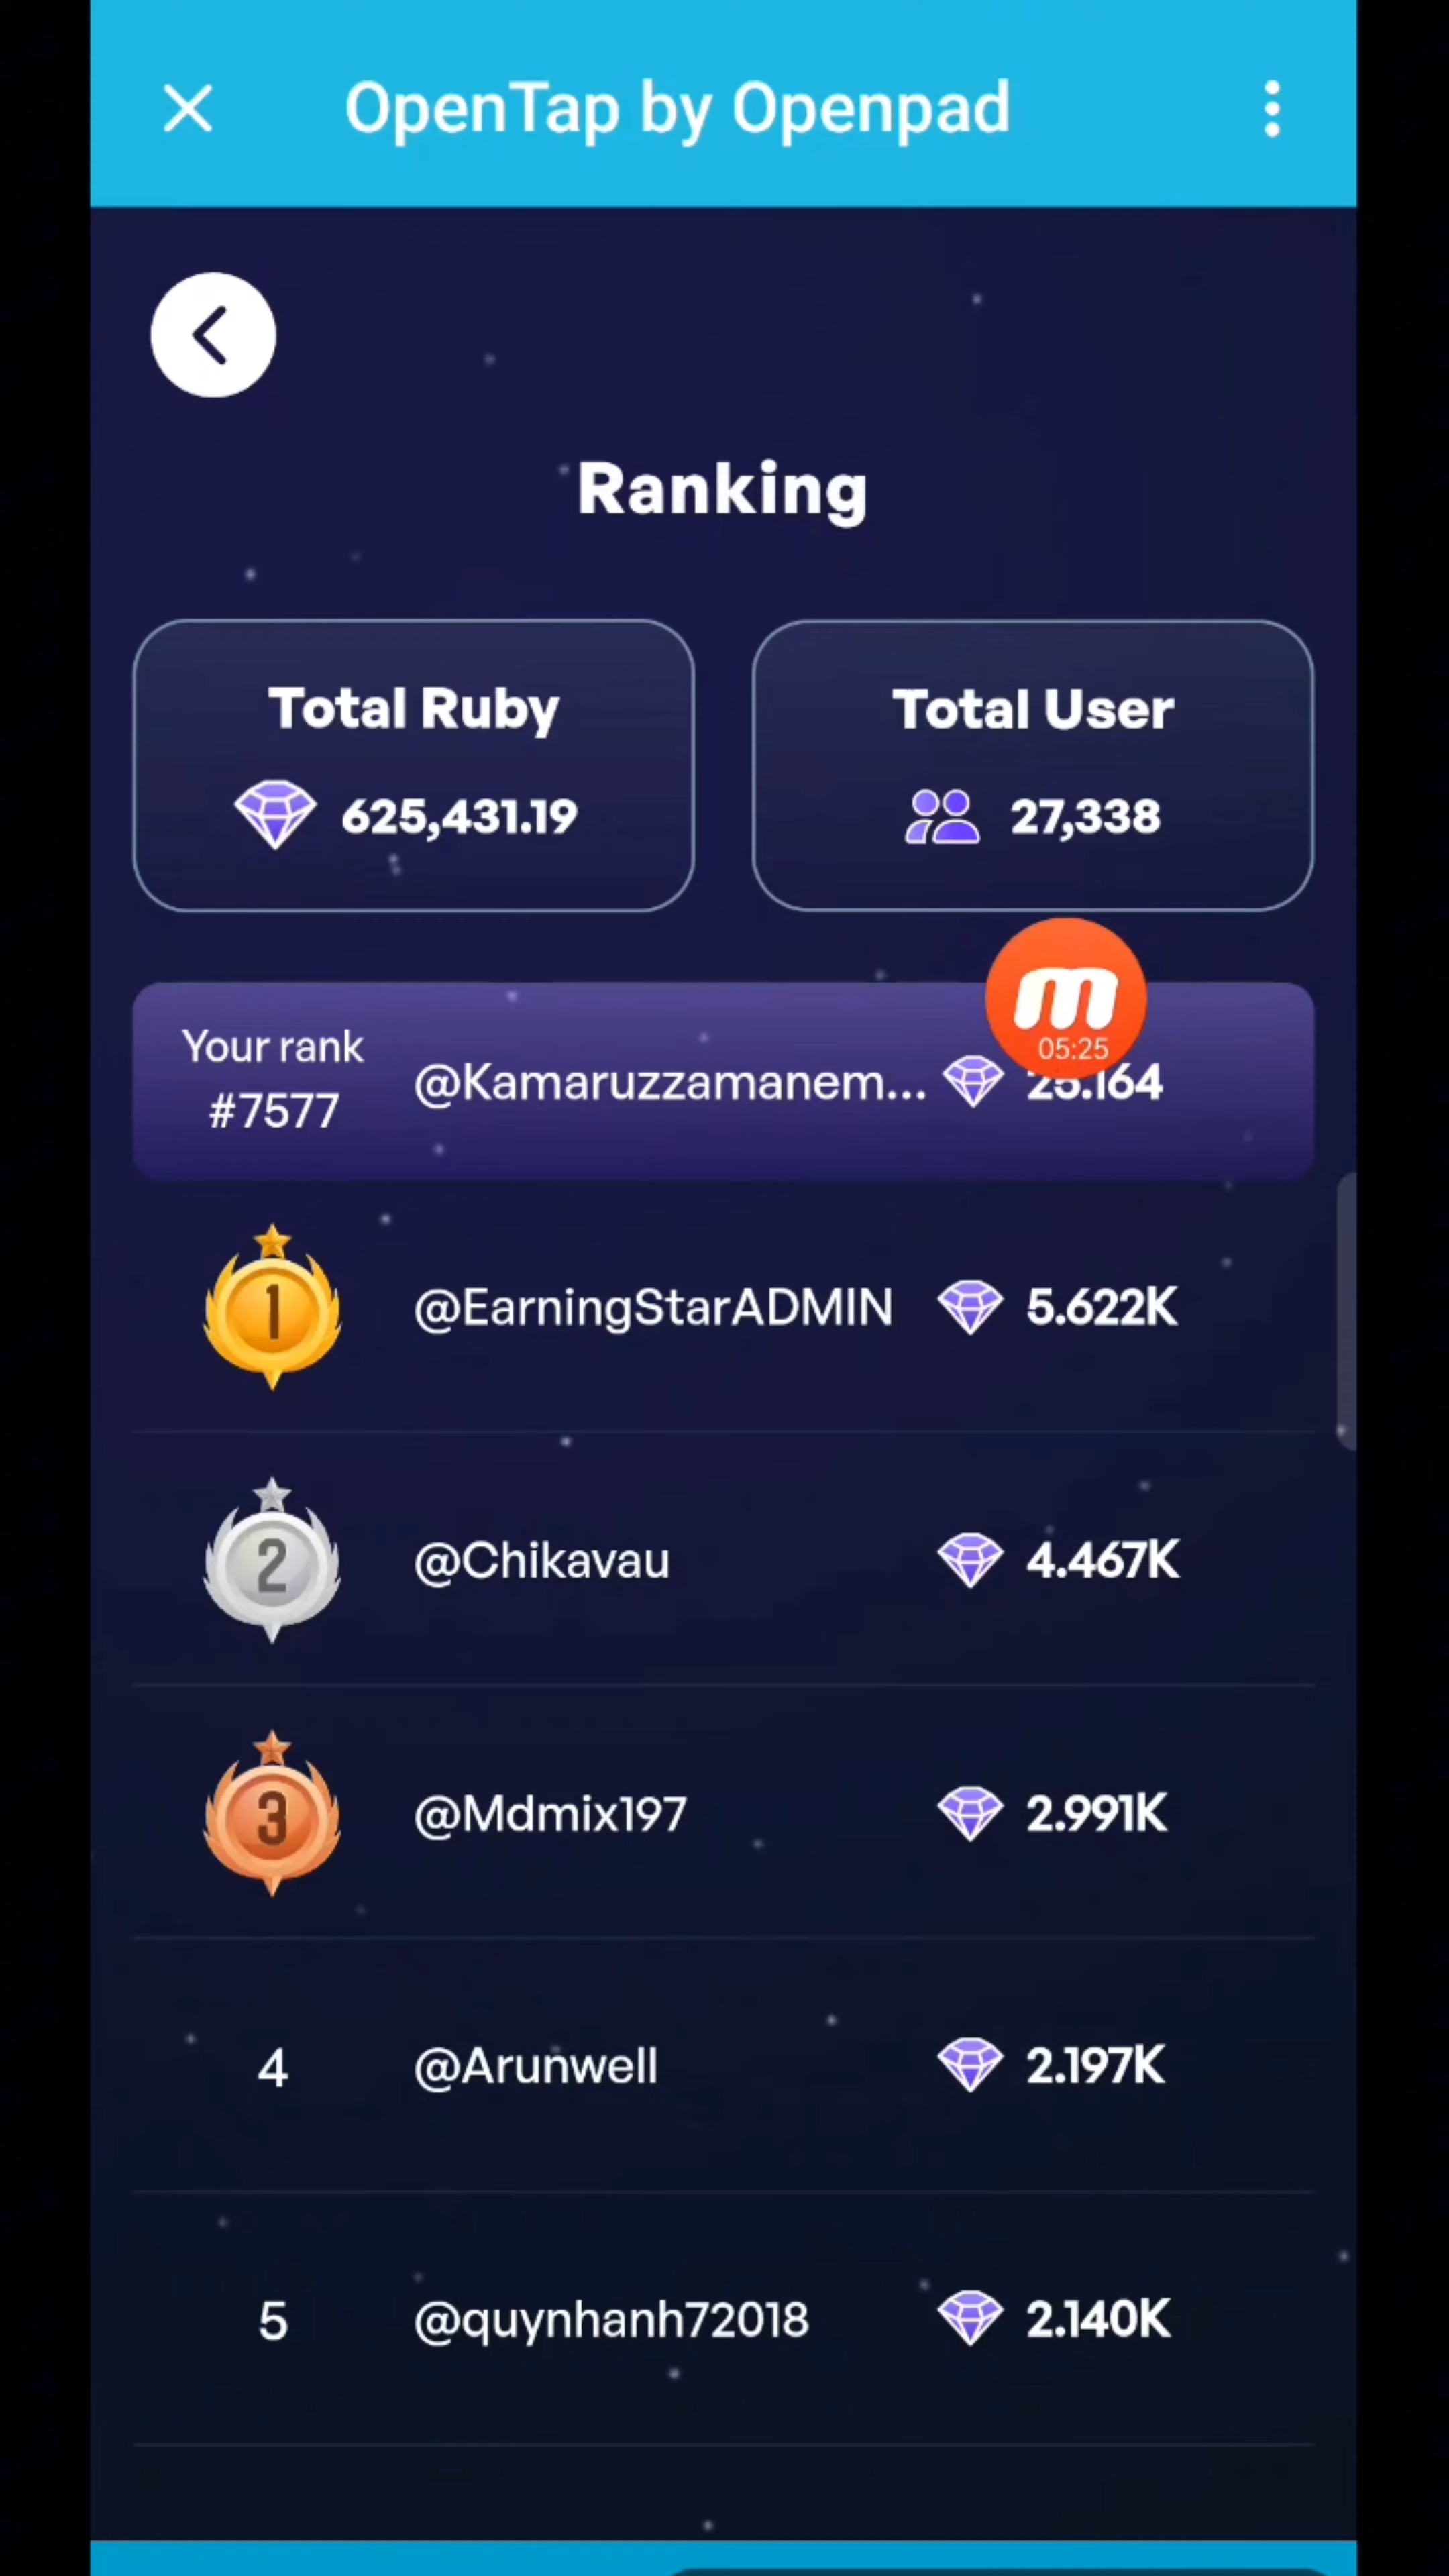 OpenTap by Openpad
Ranking
Total Ruby
625,431.19
Total User
27,338
m
05:25
Your rank
#7577
@Kamaruzzamanem...
25.164
1
@EarningStarADMIN
5.622K
2
@Chikavau
4.467K
3
@Mdmix197
2.991K
4
@Arunwell
2.197K
5
@quynhanh72018
2.140K